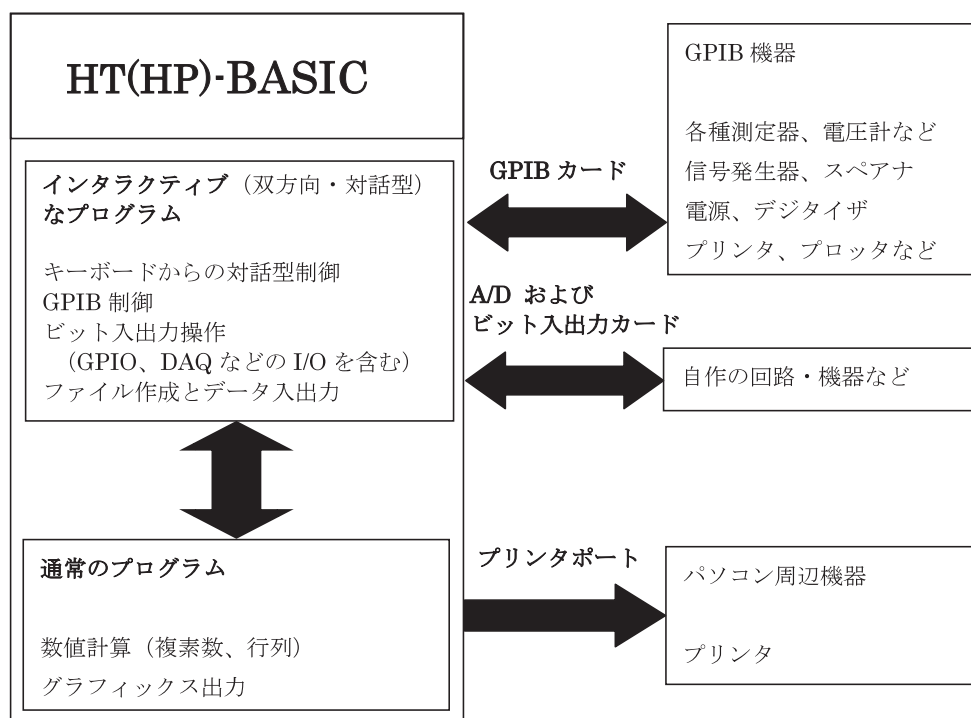 HT(HP)-BASIC
インタラクティブ（双方向・対話型）
なプログラム
キーボードからの対話型制御
GPIB 制御
ビット入出力操作
（GPIO、DAQ などの I/O を含む）
ファイル作成とデータ入出力
通常のプログラム
数値計算（複素数、行列）
グラフィックス出力
GPIB カード
A/D および
ビット入出力カード
プリンタポート
GPIB 機器
各種測定器、電圧計など
信号発生器、スペアナ
電源、デジタイザ
プリンタ、プロッタなど
自作の回路・機器など
パソコン周辺機器
プリンタ